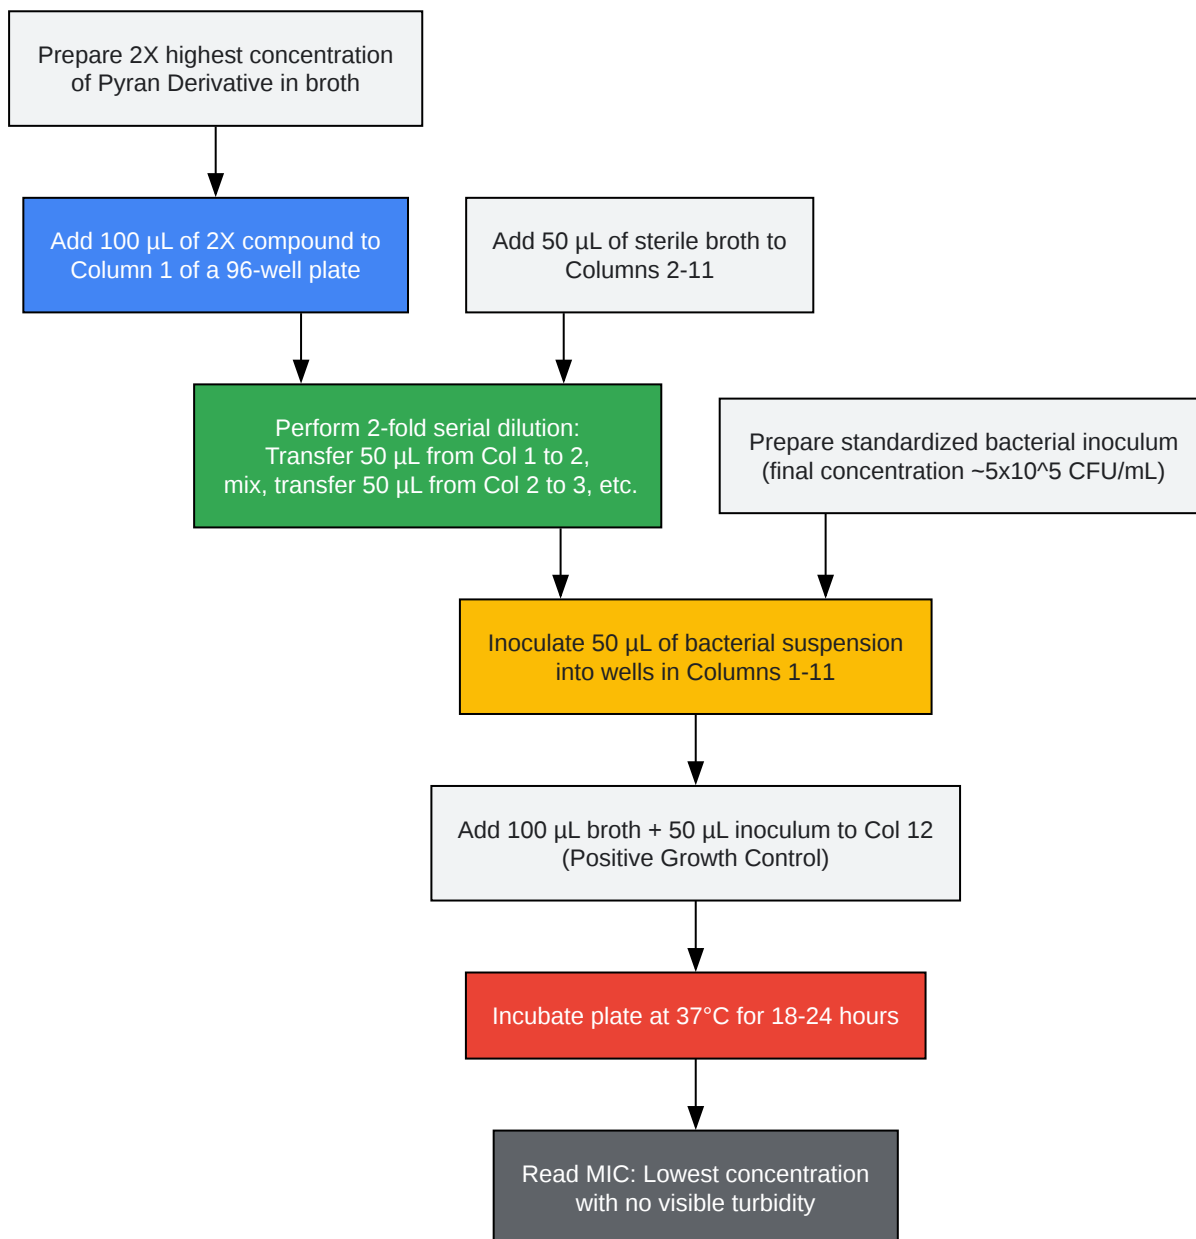 Prepare 2X highest concentration
of Pyran Derivative in broth
Add 100 µL of 2X compound to
Column 1 of a 96-well plate
Add 50 µL of sterile broth to
Columns 2-11
Perform 2-fold serial dilution:
Transfer 50 µL from Col 1 to 2,
mix, transfer 50 µL from Col 2 to 3, etc.
Prepare standardized bacterial inoculum
(final concentration ~5x10^5 CFU/mL)
Inoculate 50 µL of bacterial suspension
into wells in Columns 1-11
Add 100 µL broth + 50 µL inoculum to Col 12
(Positive Growth Control)
Incubate plate at 37°C for 18-24 hours
Read MIC: Lowest concentration
with no visible turbidity